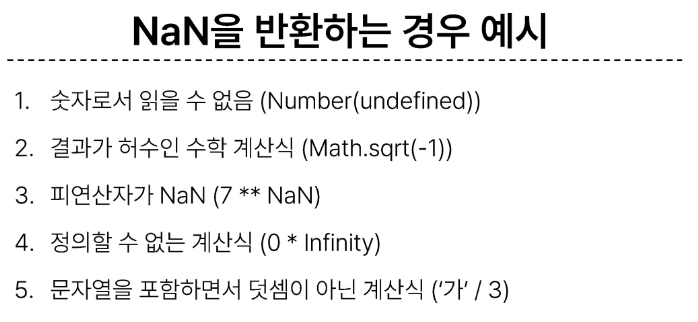 NaN을 반환하는 경우 예시
1. 숫자로서 읽을 수 없음 (Number(undefined))
2. 결과가 허수인 수학 계산식 (Math.sqrt(-1))
3. 피연산자가 NaN (7 ** NaN)
4. 정의할 수 없는 계산식 (0 * Infinity)
5. 문자열을 포함하면서 덧셈이 아닌 계산식 (‘가’ / 3)